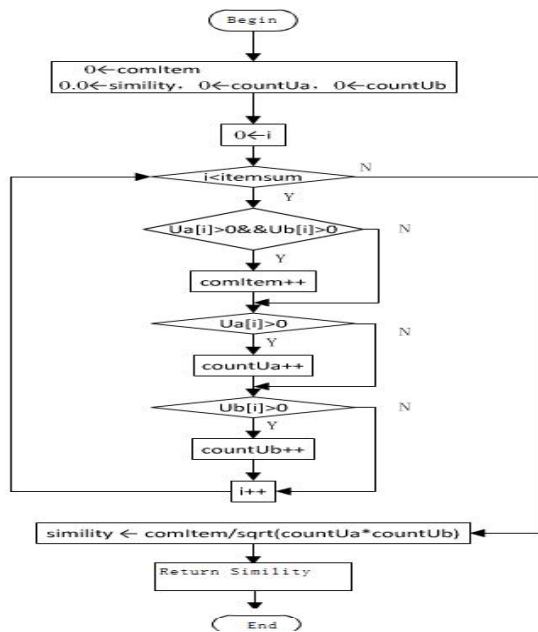 Begin
0←comItem
0.0←simility, 0←countUa, 0←countUb
0←i
i<itemsum
N
Y
Ua[i]>0&&Ub[i]>0
N
Y
comItem++
Ua[i]>0
N
Y
countUa++
Ub[i]>0
N
Y
countUb++
i++
simility ← comItem/sqrt(countUa*countUb)
Return Simility
End